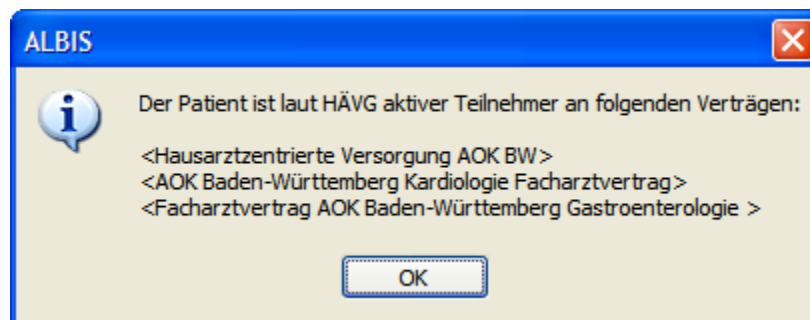 ALBIS
Der Patient ist laut HÄVG aktiver Teilnehmer an folgenden Verträgen:
<Hausarztzentrierte Versorgung AOK BW>
<AOK Baden-Württemberg Kardiologie Facharztvertrag>
<Facharztvertrag AOK Baden-Württemberg Gastroenterologie >
OK